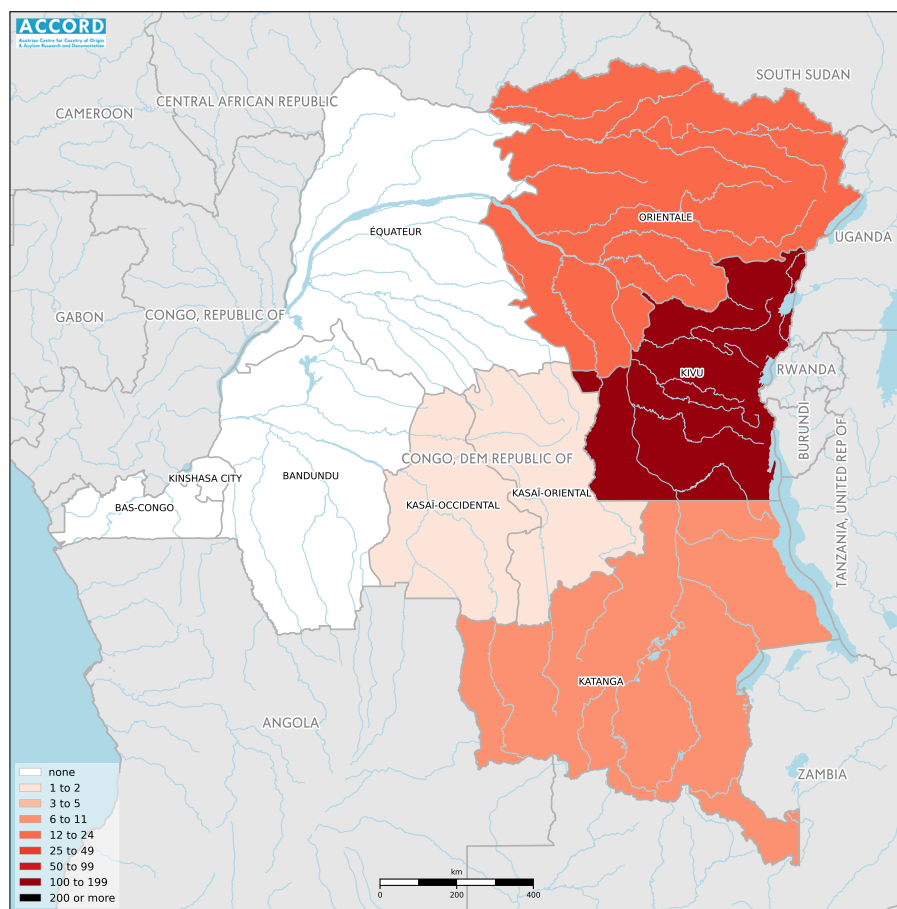 ACCORD
Austrian Centre for Country of Origin
& Asylum Research and Documentation
SOUTH SUDAN
CENTRAL AFRICAN REPUBLIC
CAMEROON
ORIENTALE
ÉQUATEUR
UGANDA
GABON
CONGO, REPUBLIC OF
RWANDA
KIVU
BURUNDI
TANZANIA, UNITED REP OF
CONGO, DEM REPUBLIC OF
KINSHASA CITY
BANDUNDU
KASAÏ-ORIENTAL
KASAÏ-OCCIDENTAL
BAS-CONGO
KATANGA
ANGOLA
ZAMBIA
none
1 to 2
3 to 5
6 to 11
12 to 24
25 to 49
50 to 99
100 to 199
200 or more
km
0 200 400